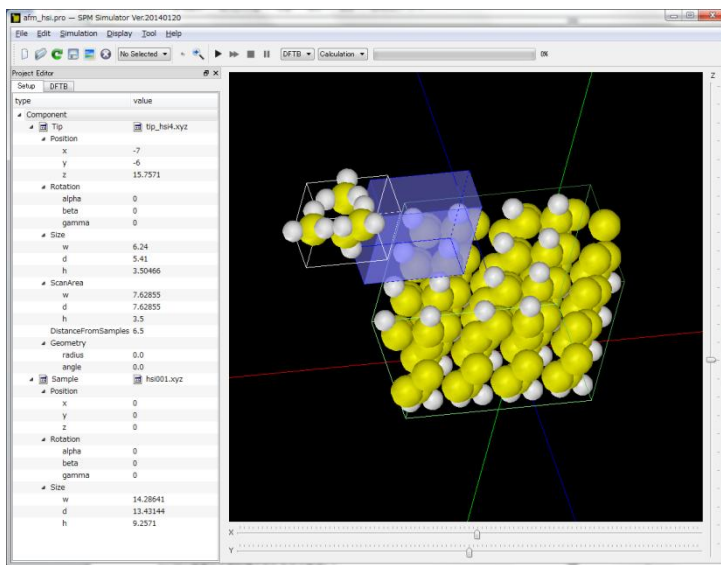 afm_hsi.pro — SPM Simulator Ver.20140120
File Edit Simulation Display Tool Help
No Selected DFTB Calculation 0%
Project Editor
Setup DFTB
type value
Component
Tip tip_hsi4.xyz
Position
x -7
y -6
z 15.7571
Rotation
alpha 0
beta 0
gamma 0
Size
w 6.24
d 5.41
h 3.50466
ScanArea
w 7.62855
d 7.62855
h 3.5
DistanceFromSamples 6.5
Geometry
radius 0.0
angle 0.0
Sample hsi001.xyz
Position
x 0
y 0
z 0
Rotation
alpha 0
beta 0
gamma 0
Size
w 14.28641
d 13.43144
h 9.2571
Z
X
Y